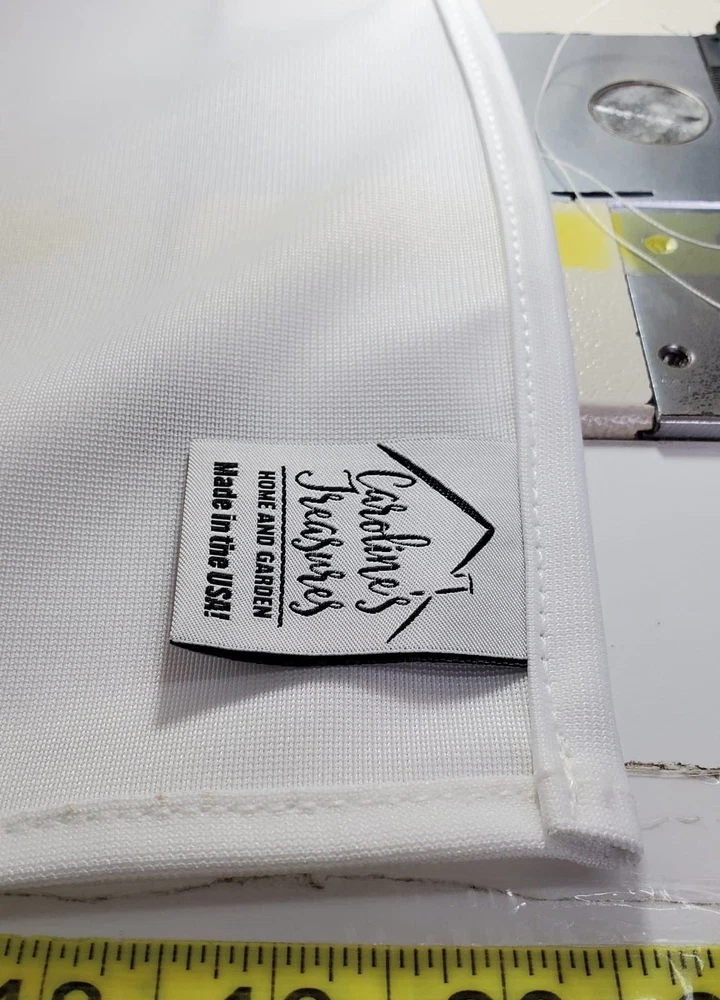 Caroline's
Treasures
HOME AND GARDEN
Made in the USA!